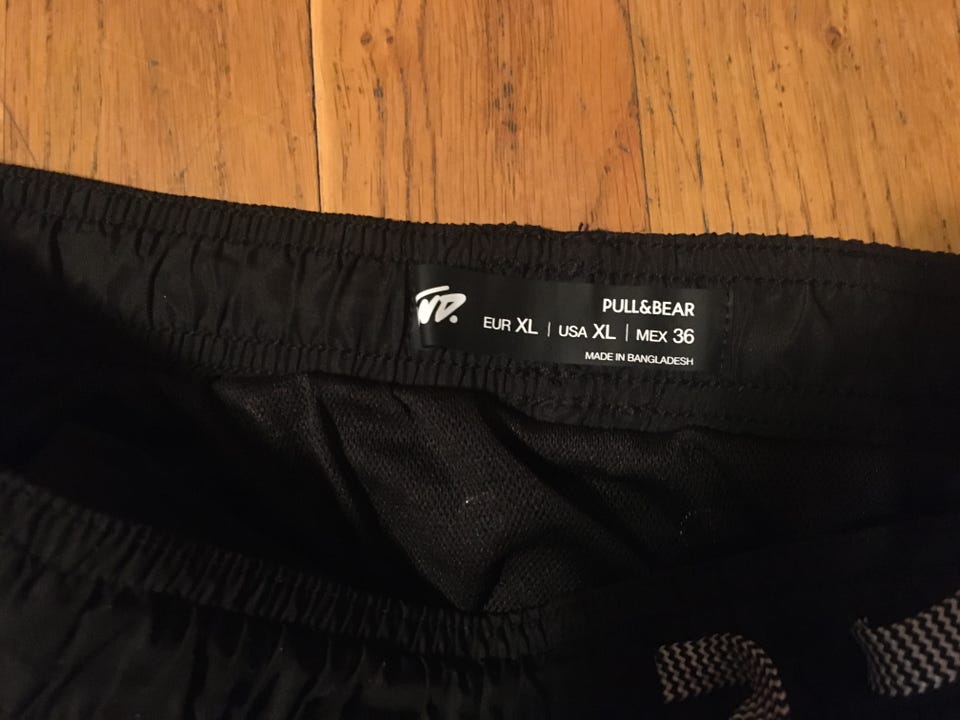 PULL&BEAR
EUR XL | USA XL | MEX 36
MADE IN BANGLADESH